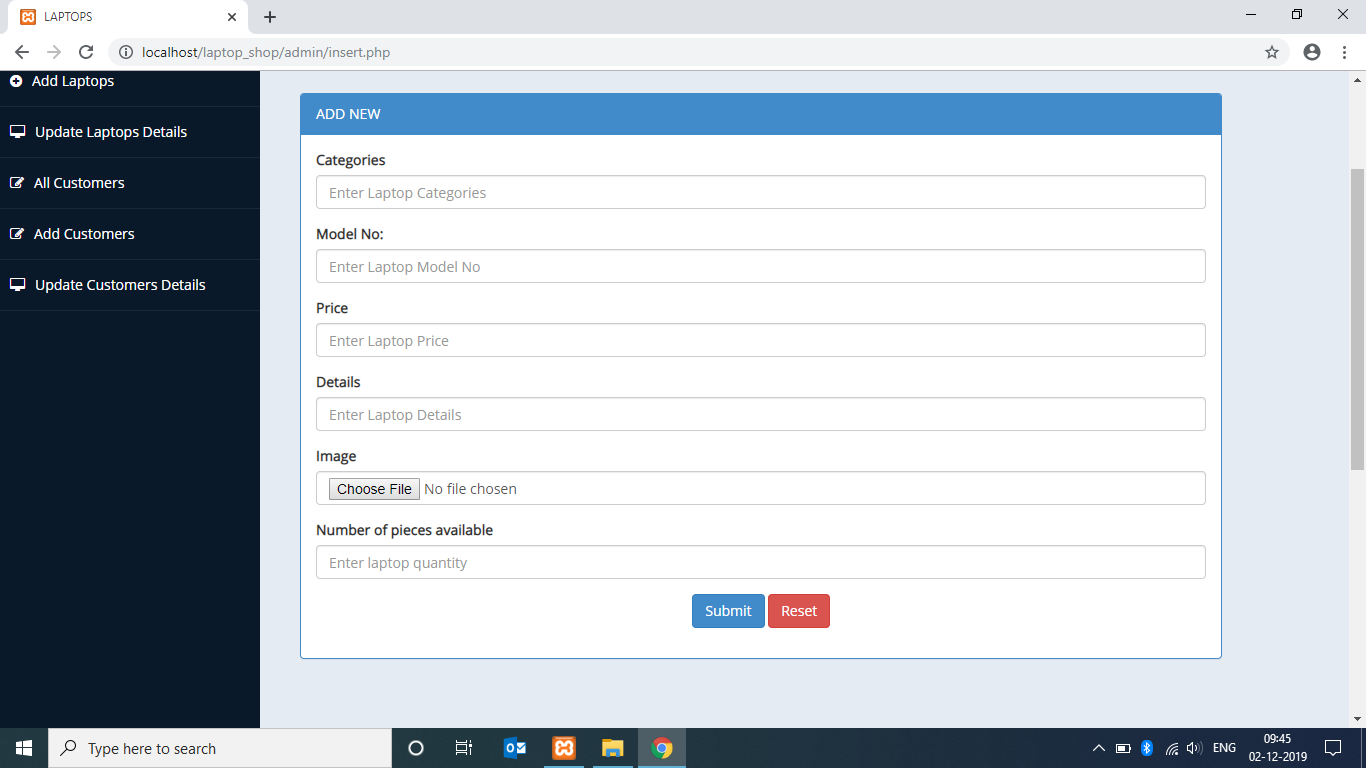 LAPTOPS
localhost/laptop_shop/admin/insert.php
Add Laptops
Update Laptops Details
All Customers
Add Customers
Update Customers Details
ADD NEW
Categories
Enter Laptop Categories
Model No:
Enter Laptop Model No
Price
Enter Laptop Price
Details
Enter Laptop Details
Image
Choose File No file chosen
Number of pieces available
Enter laptop quantity
Submit Reset
Type here to search
ENG
09:45
02-12-2019